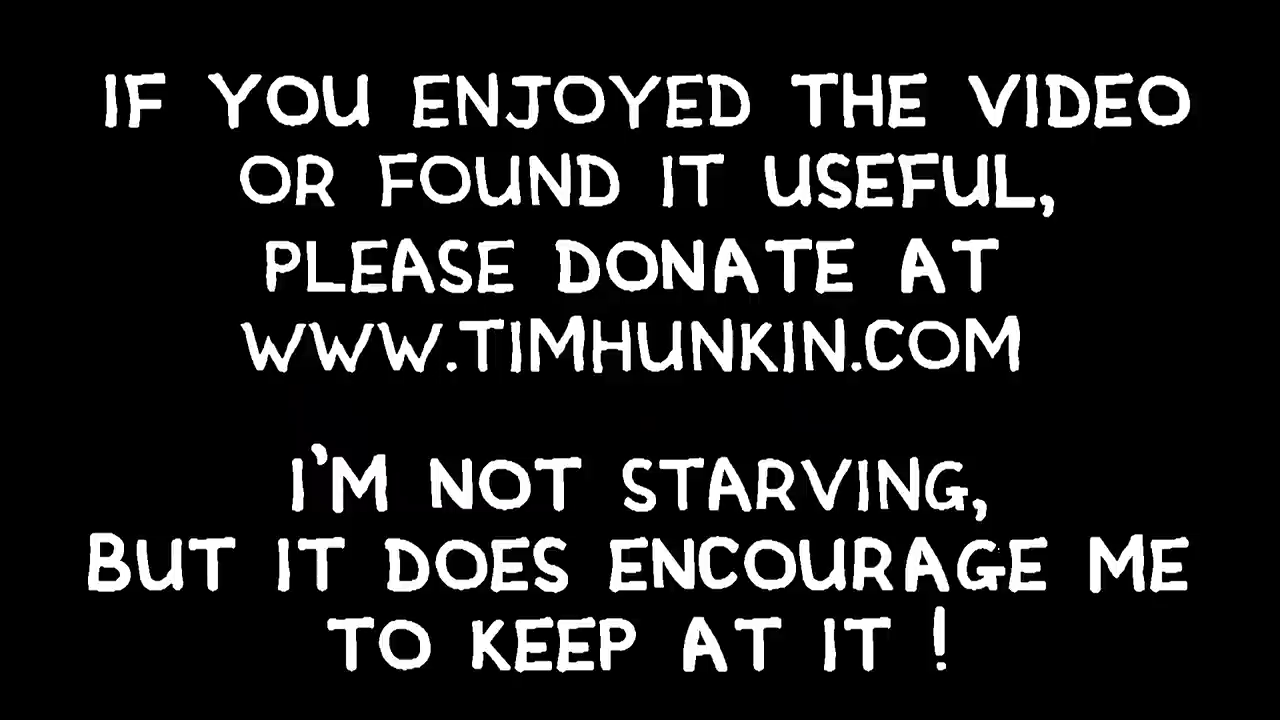 IF YOU ENJOYED THE VIDEO
OR FOUND IT USEFUL,
PLEASE DONATE AT
WWW.TIMHUNKIN.COM
I'M NOT STARVING,
BUT IT DOES ENCOURAGE ME
TO KEEP AT IT !